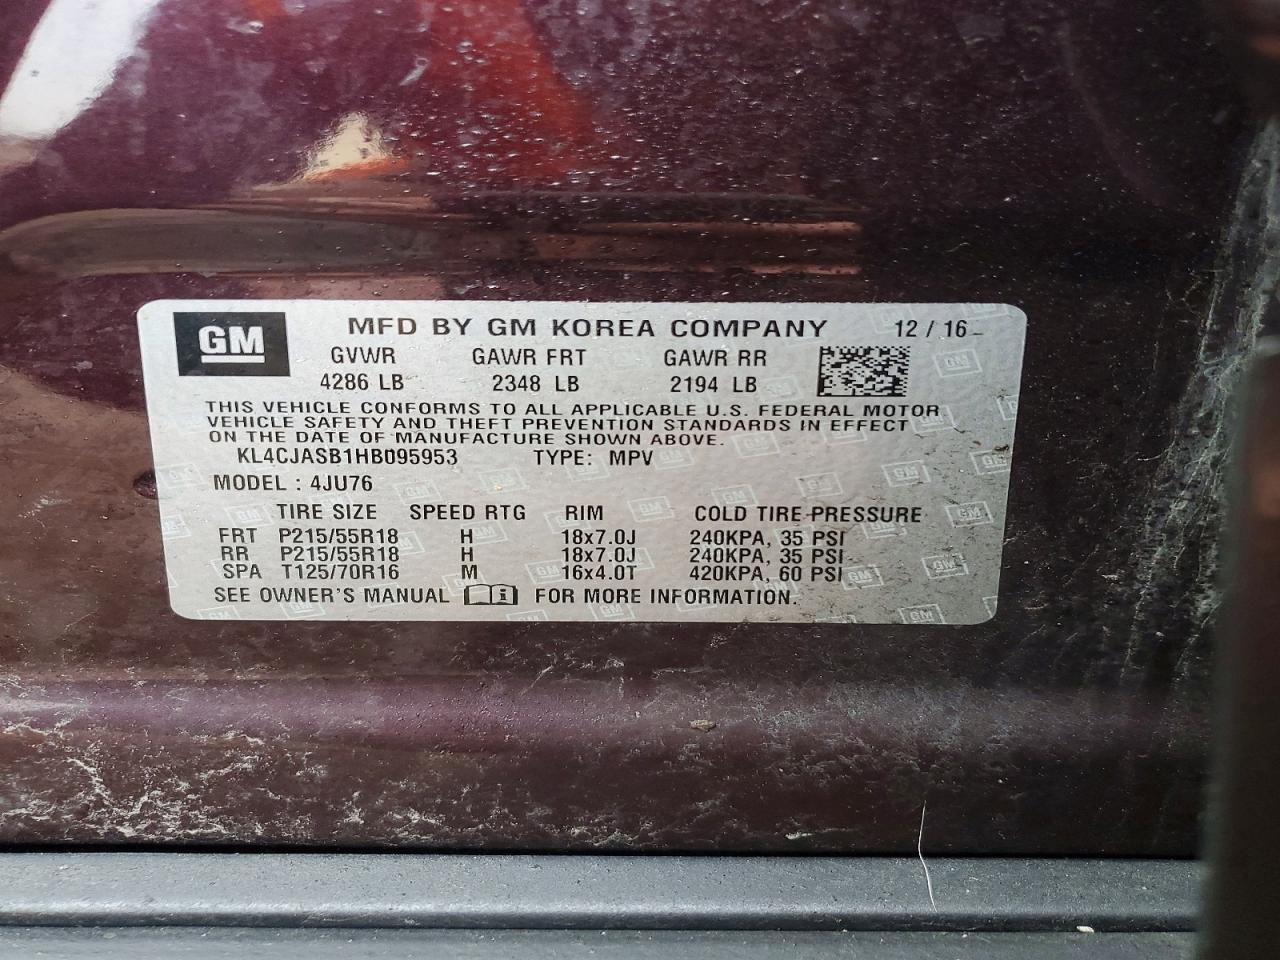 GM MFD BY GM KOREA COMPANY 12 / 16
GVWR GAWR FRT GAWR RR
4286 LB 2348 LB 2194 LB
THIS VEHICLE CONFORMS TO ALL APPLICABLE U.S. FEDERAL MOTOR
VEHICLE SAFETY AND THEFT PREVENTION STANDARDS IN EFFECT
ON THE DATE OF MANUFACTURE SHOWN ABOVE.
KL4CJASB1HB095953 TYPE: MPV
MODEL : 4JU76
TIRE SIZE SPEED RTG RIM COLD TIRE PRESSURE
FRT P215/55R18 H 18x7.0J 240KPA, 35 PSI
RR P215/55R18 H 18x7.0J 240KPA, 35 PSI
SPA T125/70R16 M 16x4.0T 420KPA, 60 PSI
SEE OWNER'S MANUAL i FOR MORE INFORMATION.